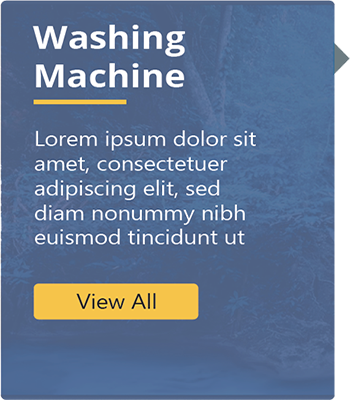 Washing
Machine
Lorem ipsum dolor sit
amet, consectetuer
adipiscing elit, sed
diam nonummy nibh
euismod tincidunt ut
View All